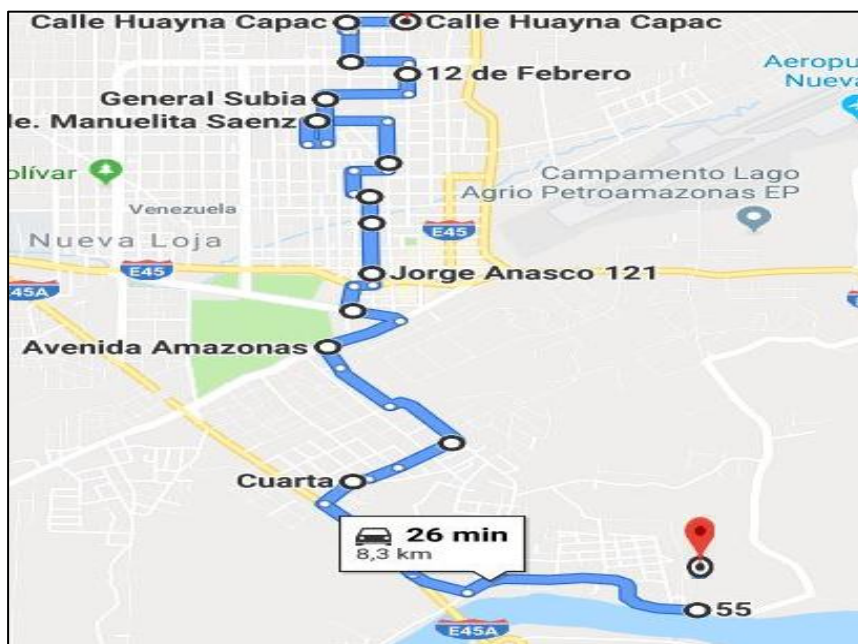 Calle Huayna Capac
Calle Huayna Capac
Aeropu
Nueva
12 de Febrero
General Subia
le. Manuelita Saenz
olívar
Campamento Lago
Agrio Petroamazonas EP
Venezuela
Nueva Loja
E45
E45
Jorge Anasco 121
E45A
Avenida Amazonas
Cuarta
26 min
8,3 km
55
E45A